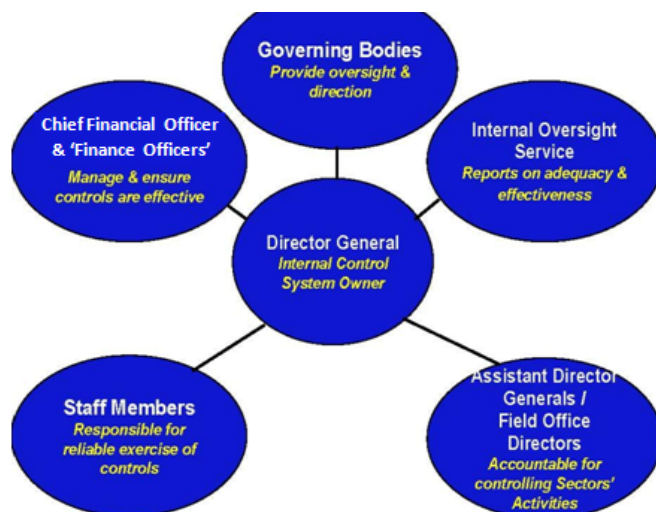 Governing Bodies
Provide oversight &
direction
Chief Financial Officer
& ‘Finance Officers’
Manage & ensure
controls are effective
Internal Oversight
Service
Reports on adequacy &
effectiveness
Director General
Internal Control
System Owner
Staff Members
Responsible for
reliable exercise of
controls
Assistant Director
Generals /
Field Office
Directors
Accountable for
controlling Sectors'
Activities